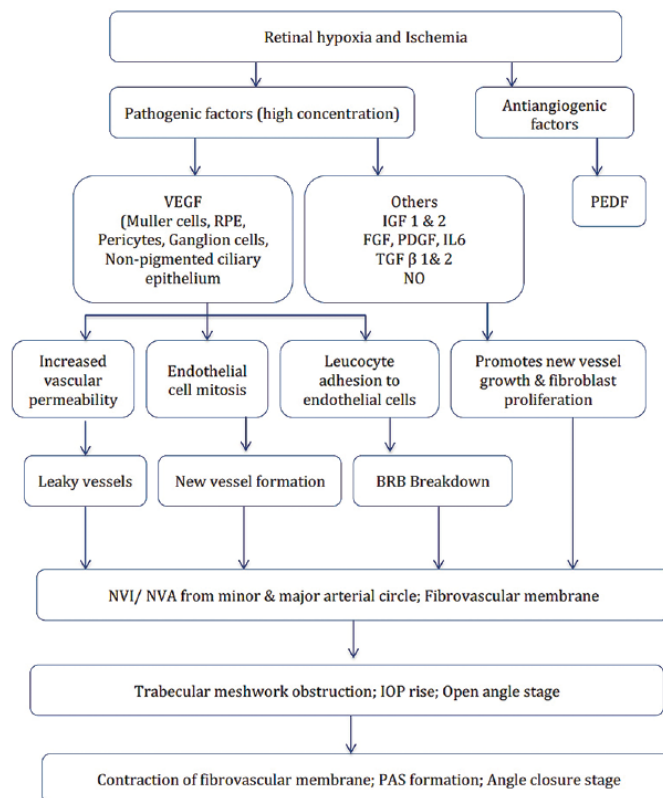 Retinal hypoxia and Ischemia
Pathogenic factors (high concentration)
Antiangiogenic
factors
VEGF
(Muller cells, RPE,
Pericytes, Ganglion cells,
Non-pigmented ciliary
epithelium
Others
IGF 1 & 2
FGF, PDGF, IL6
TGF β 1& 2
NO
PEDF
Increased
vascular
permeability
Endothelial
cell mitosis
Leucocyte
adhesion to
endothelial cells
Promotes new vessel
growth & fibroblast
proliferation
Leaky vessels
New vessel formation
BRB Breakdown
NVI/ NVA from minor & major arterial circle; Fibrovascular membrane
Trabecular meshwork obstruction; IOP rise; Open angle stage
Contraction of fibrovascular membrane; PAS formation; Angle closure stage